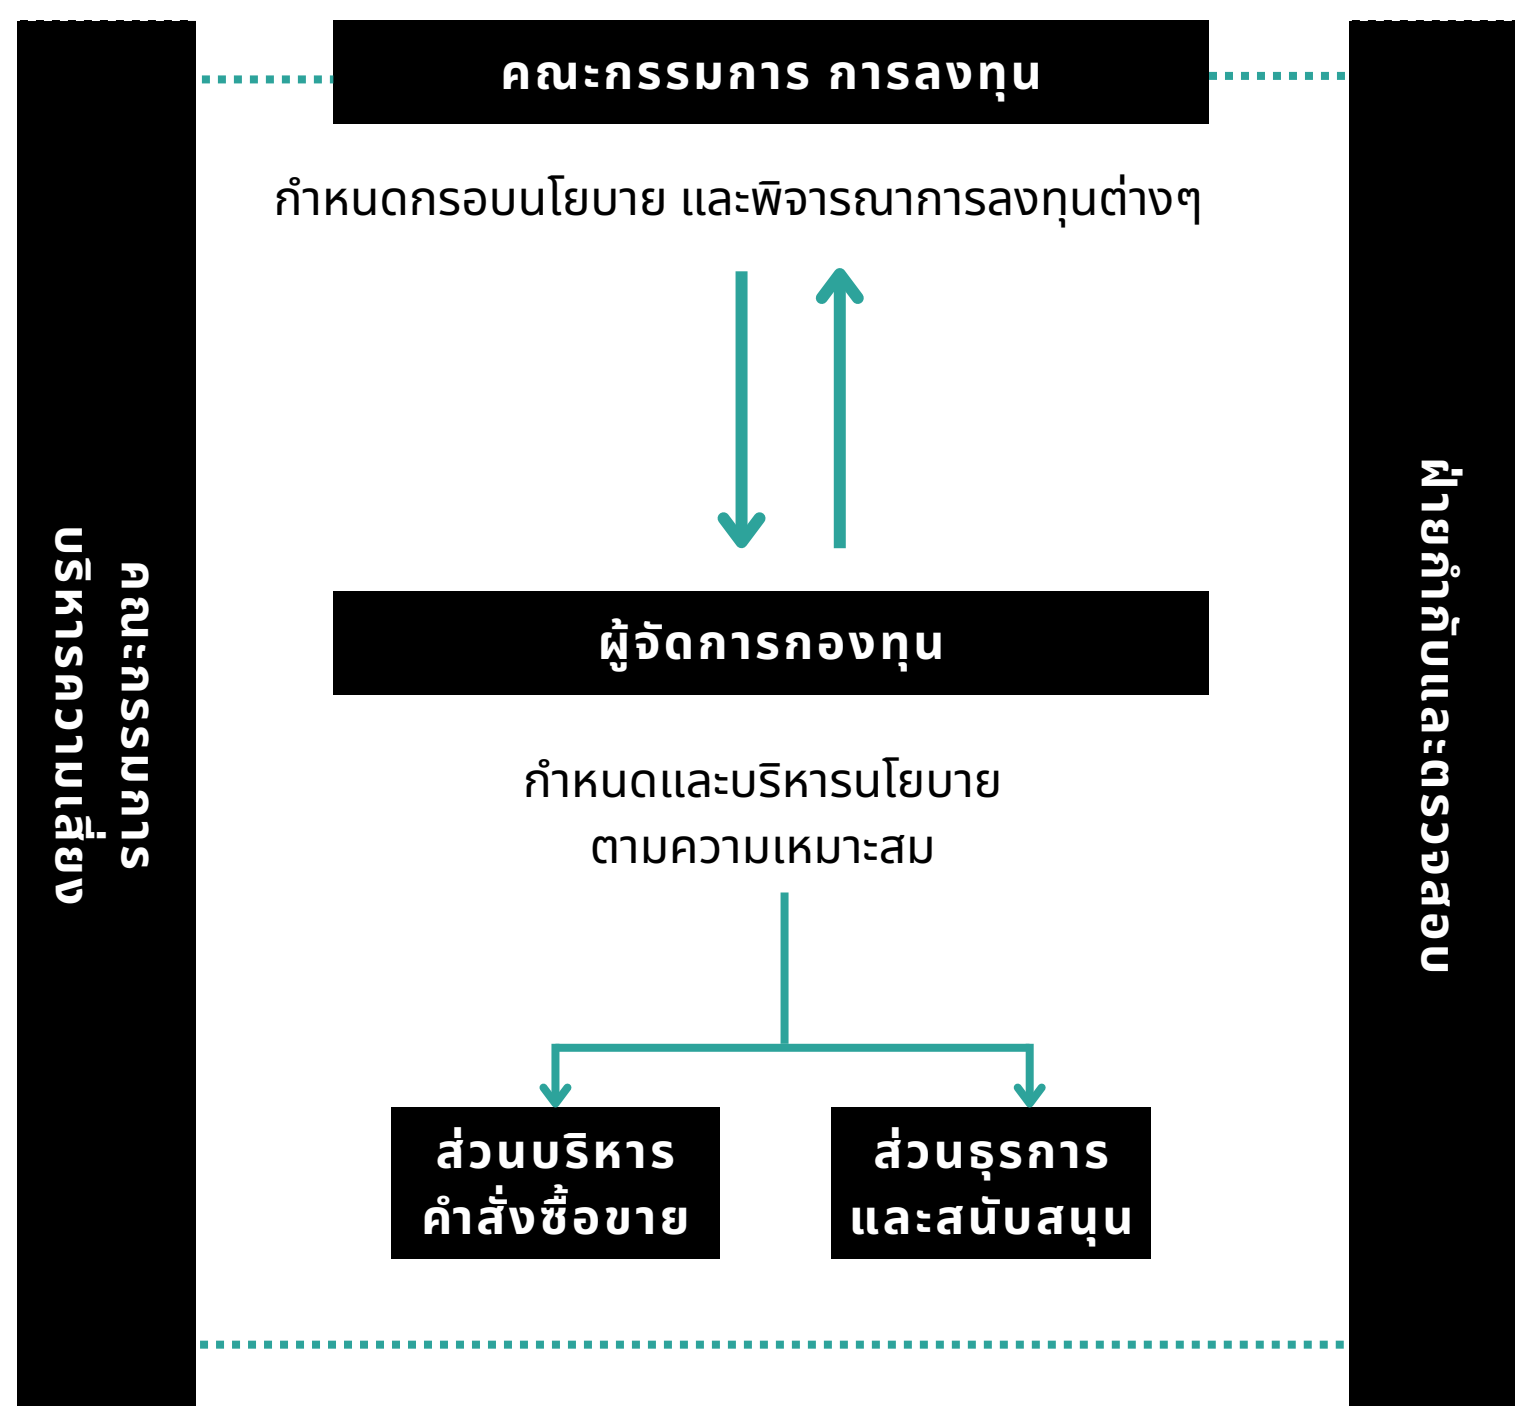 คณะกรรมการ การลงทุน
กำหนดกรอบนโยบาย และพิจารณาการลงทุนต่างๆ
คณะกรรมการ
บริหารความเสี่ยง
ฝ่ายกำกับและตรวจสอบ
ผู้จัดการกองทุน
กำหนดและบริหารนโยบาย
ตามความเหมาะสม
ส่วนบริหาร
คำสั่งซื้อขาย
ส่วนธุรการ
และสนับสนุน